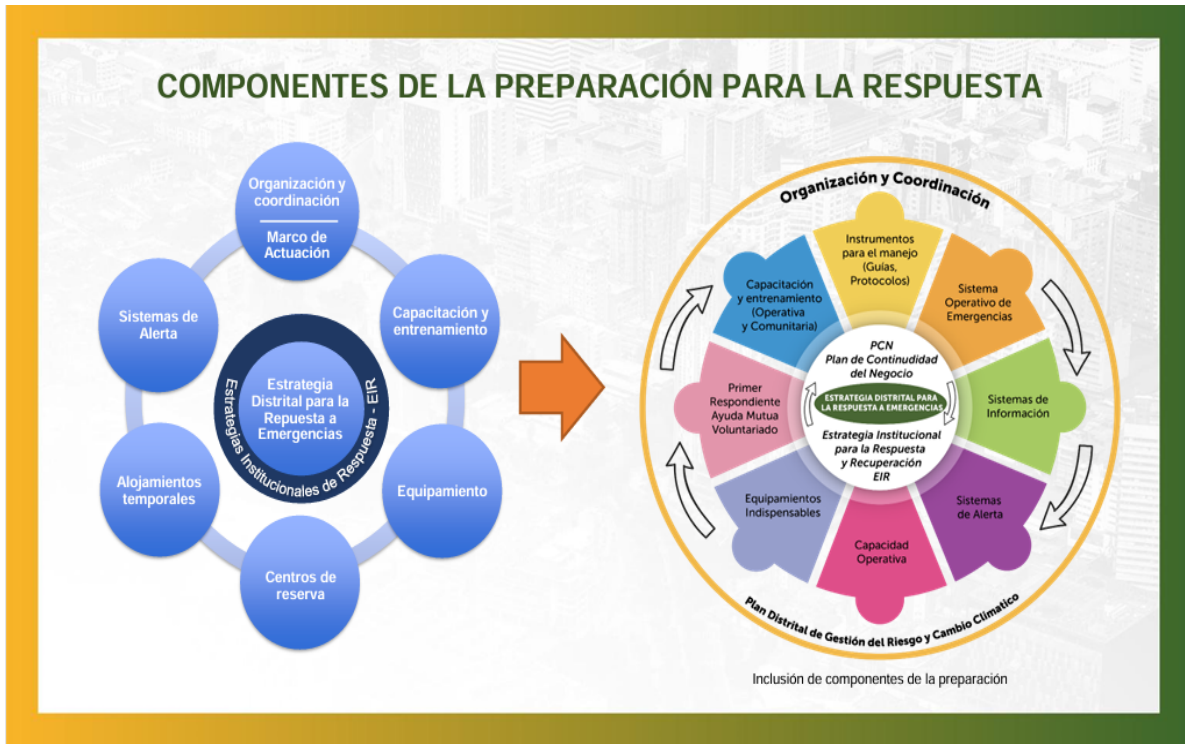 COMPONENTES DE LA PREPARACIÓN PARA LA RESPUESTA
Organización y
coordinación
Marco de
Actuación
Capacitación y
entrenamiento
Equipamiento
Centros de
reserva
Alojamientos
temporales
Sistemas de
Alerta
Estrategia
Distrital para la
Repuesta a
Emergencias
Estrategias Institucionales de Respuesta - EIR
Organización y Coordinación
Instrumentos
para el manejo
(Guías,
Protocolos)
Sistema
Operativo de
Emergencias
Sistemas de
Información
Sistemas
de Alerta
Capacidad
Operativa
Equipamientos
Indispensables
Primer
Respondiente
Ayuda Mutua
Voluntariado
Capacitación
y entrenamiento
(Operativa
y Comunitaria)
PCN
Plan de Continudidad
del Negocio
ESTRATEGIA DISTRITAL PARA
LA RESPUESTA A EMERGENCIAS
Estrategia Institucional
para la Respuesta
y Recuperación
EIR
Plan Distrital de Gestión del Riesgo y Cambio Climatico
Inclusión de componentes de la preparación